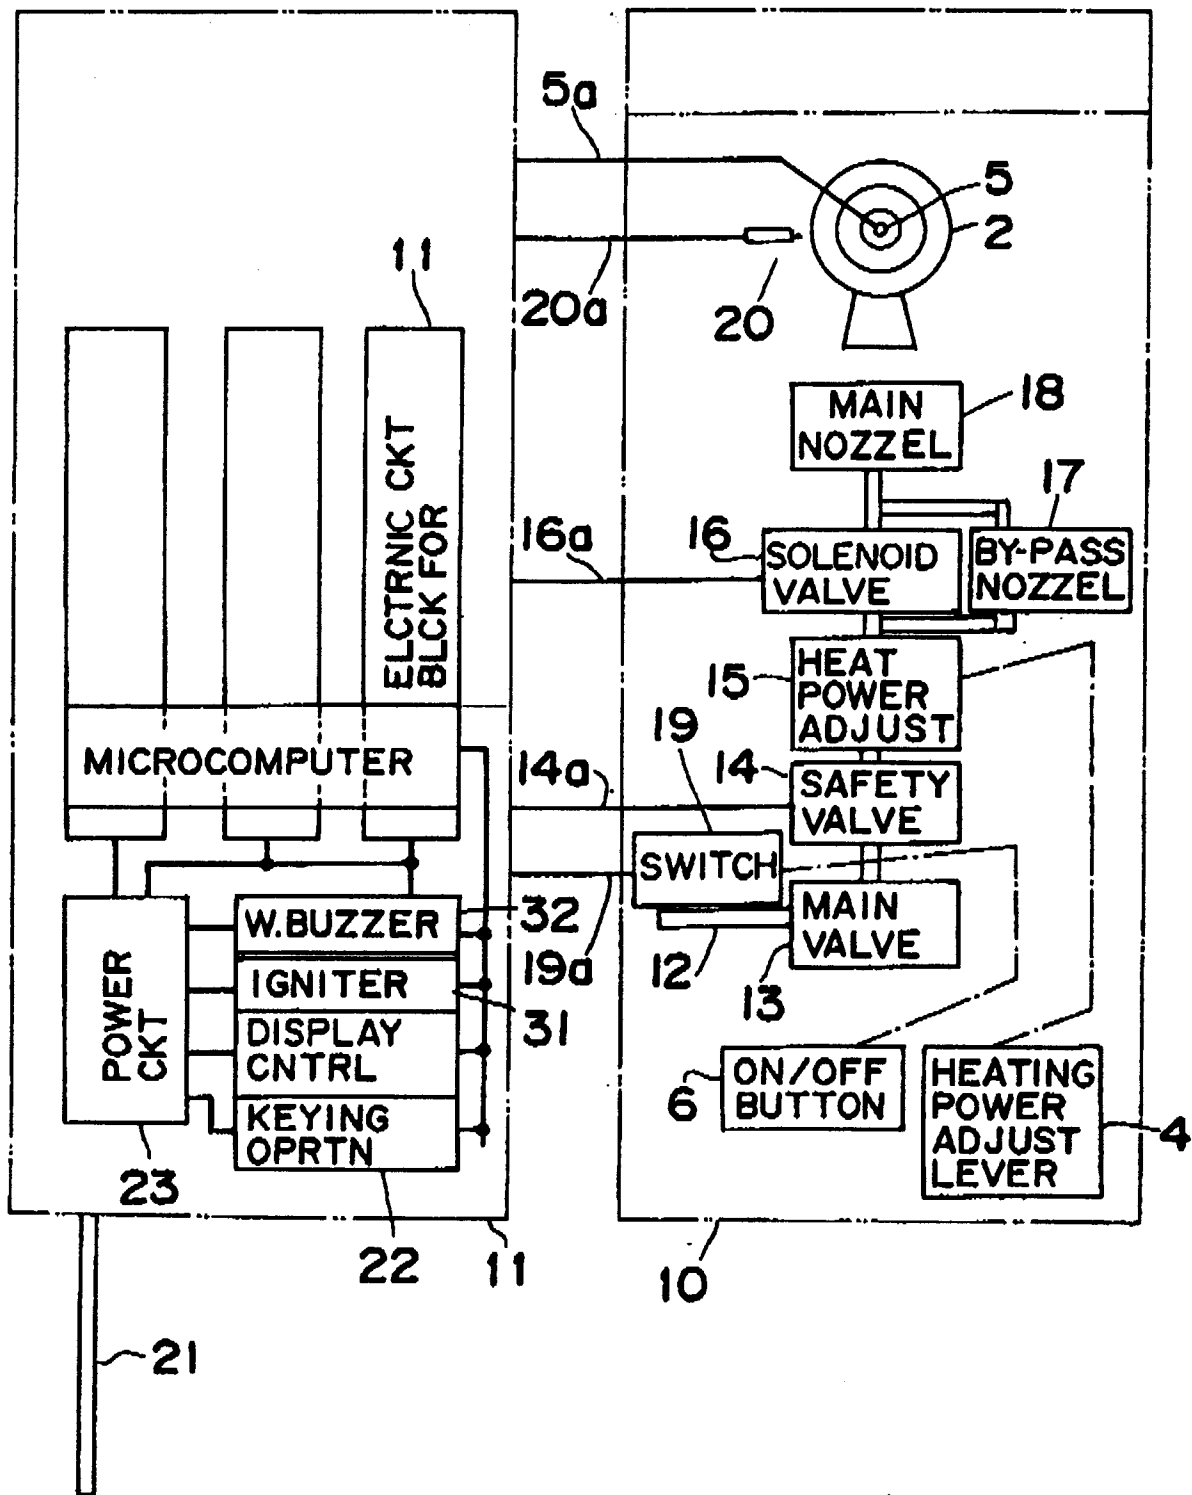 5a
5
2
11
20a
20
18
MAIN
NOZZEL
17
ELCTRNIC CKT
BLCK FOR
16a
16
SOLENOID
VALVE
BY-PASS
NOZZEL
15
HEAT
POWER
ADJUST
19
MICROCOMPUTER
14a
14
SAFETY
VALVE
SWITCH
W.BUZZER
32
MAIN
VALVE
19a
12
13
IGNITER
31
POWER
CKT
DISPLAY
CNTRL
6
ON/OFF
BUTTON
HEATING
POWER
ADJUST
LEVER
4
KEYING
OPRTN
23
22
11
10
21